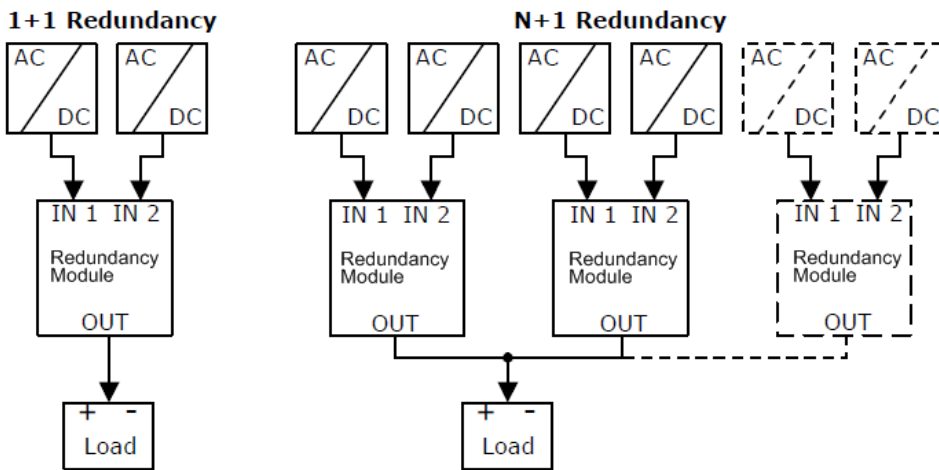 1+1 Redundancy
N+1 Redundancy
AC
DC
AC
DC
AC
DC
AC
DC
AC
DC
AC
DC
AC
DC
AC
DC
IN 1 IN 2
Redundancy
Module
OUT
IN 1 IN 2
Redundancy
Module
OUT
IN 1 IN 2
Redundancy
Module
OUT
IN 1 IN 2
Redundancy
Module
OUT
+ -
Load
+ -
Load